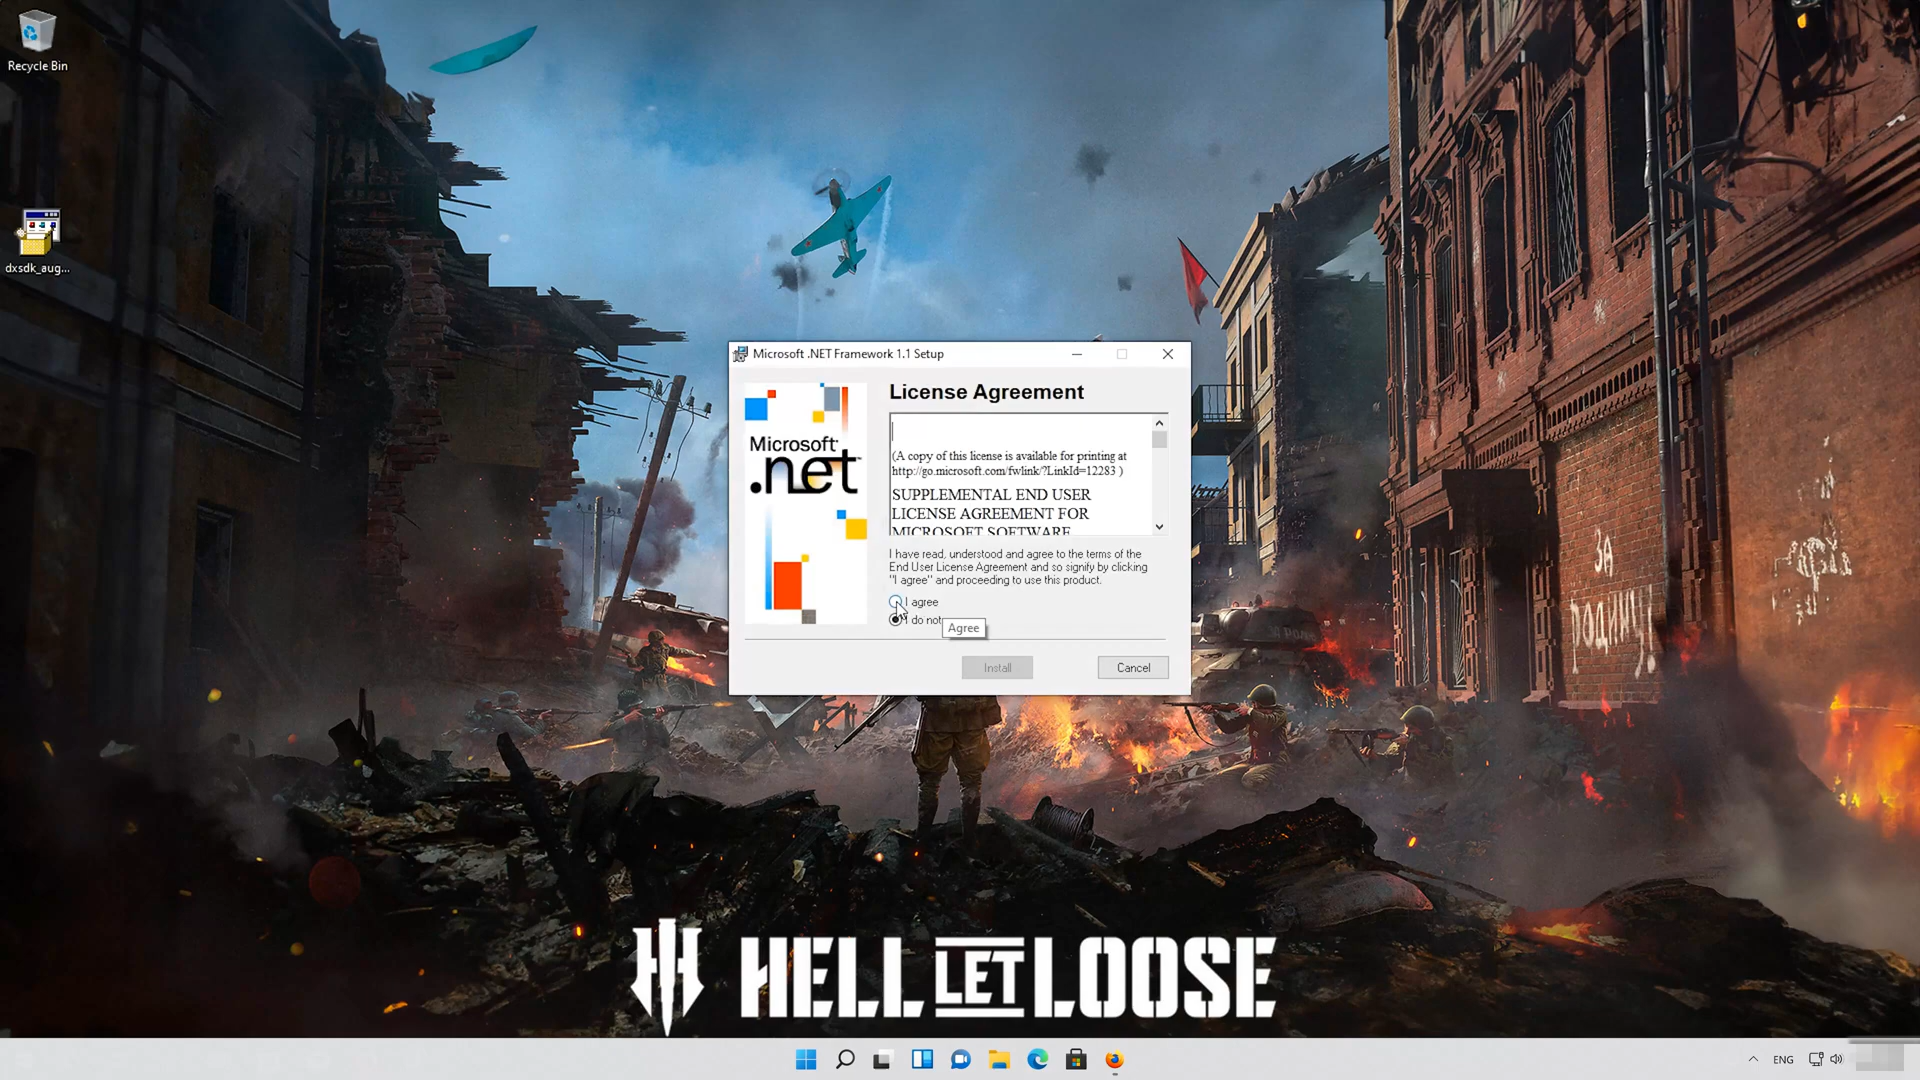 Recycle Bin
dxsdk_aug...
Microsoft .NET Framework 1.1 Setup
License Agreement
Microsoft
.net
(A copy of this license is available for printing at
http://go.microsoft.com/fwlink/?LinkId=12283 )
SUPPLEMENTAL END USER
LICENSE AGREEMENT FOR
MICROSOFT SOFTWARE
I have read, understood and agree to the terms of the
End User License Agreement and so signify by clicking
"I agree" and proceeding to use this product.
I agree
I do not
Agree
Install
Cancel
ЗА
РОДИНУ!
HELL LET LOOSE
ENG